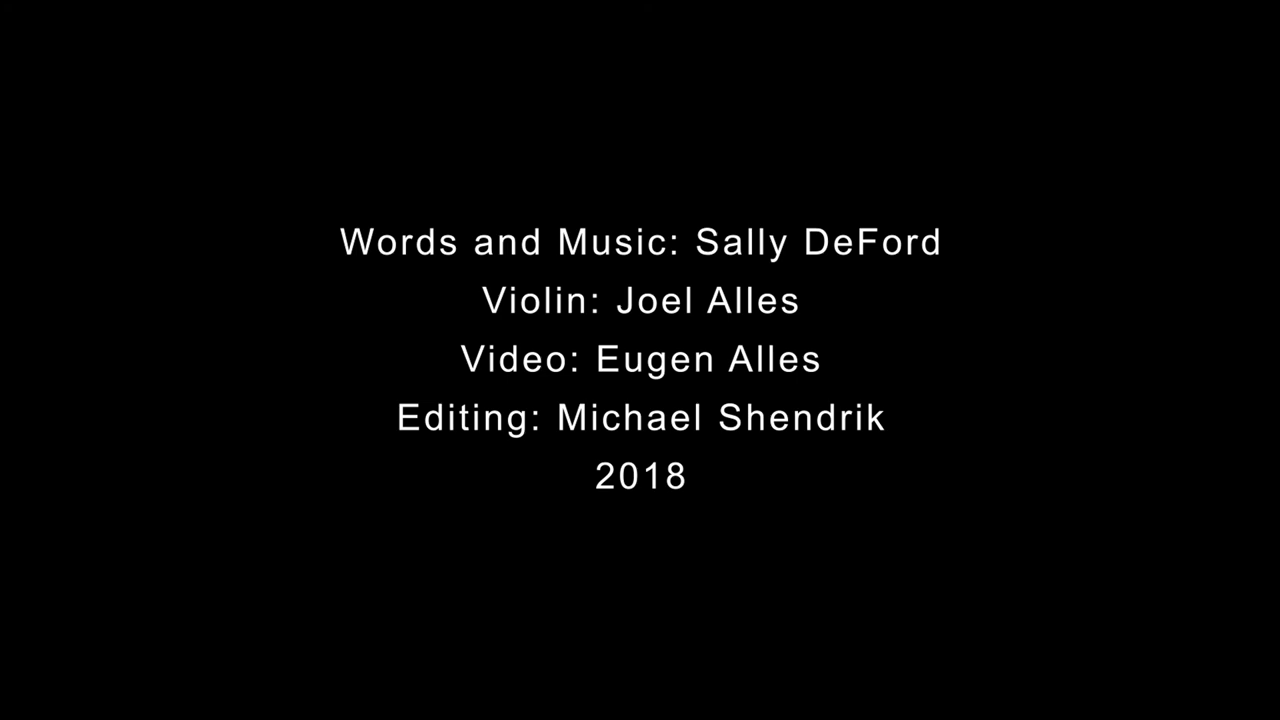 Words and Music: Sally DeFord
Violin: Joel Alles
Video: Eugen Alles
Editing: Michael Shendrik
2018